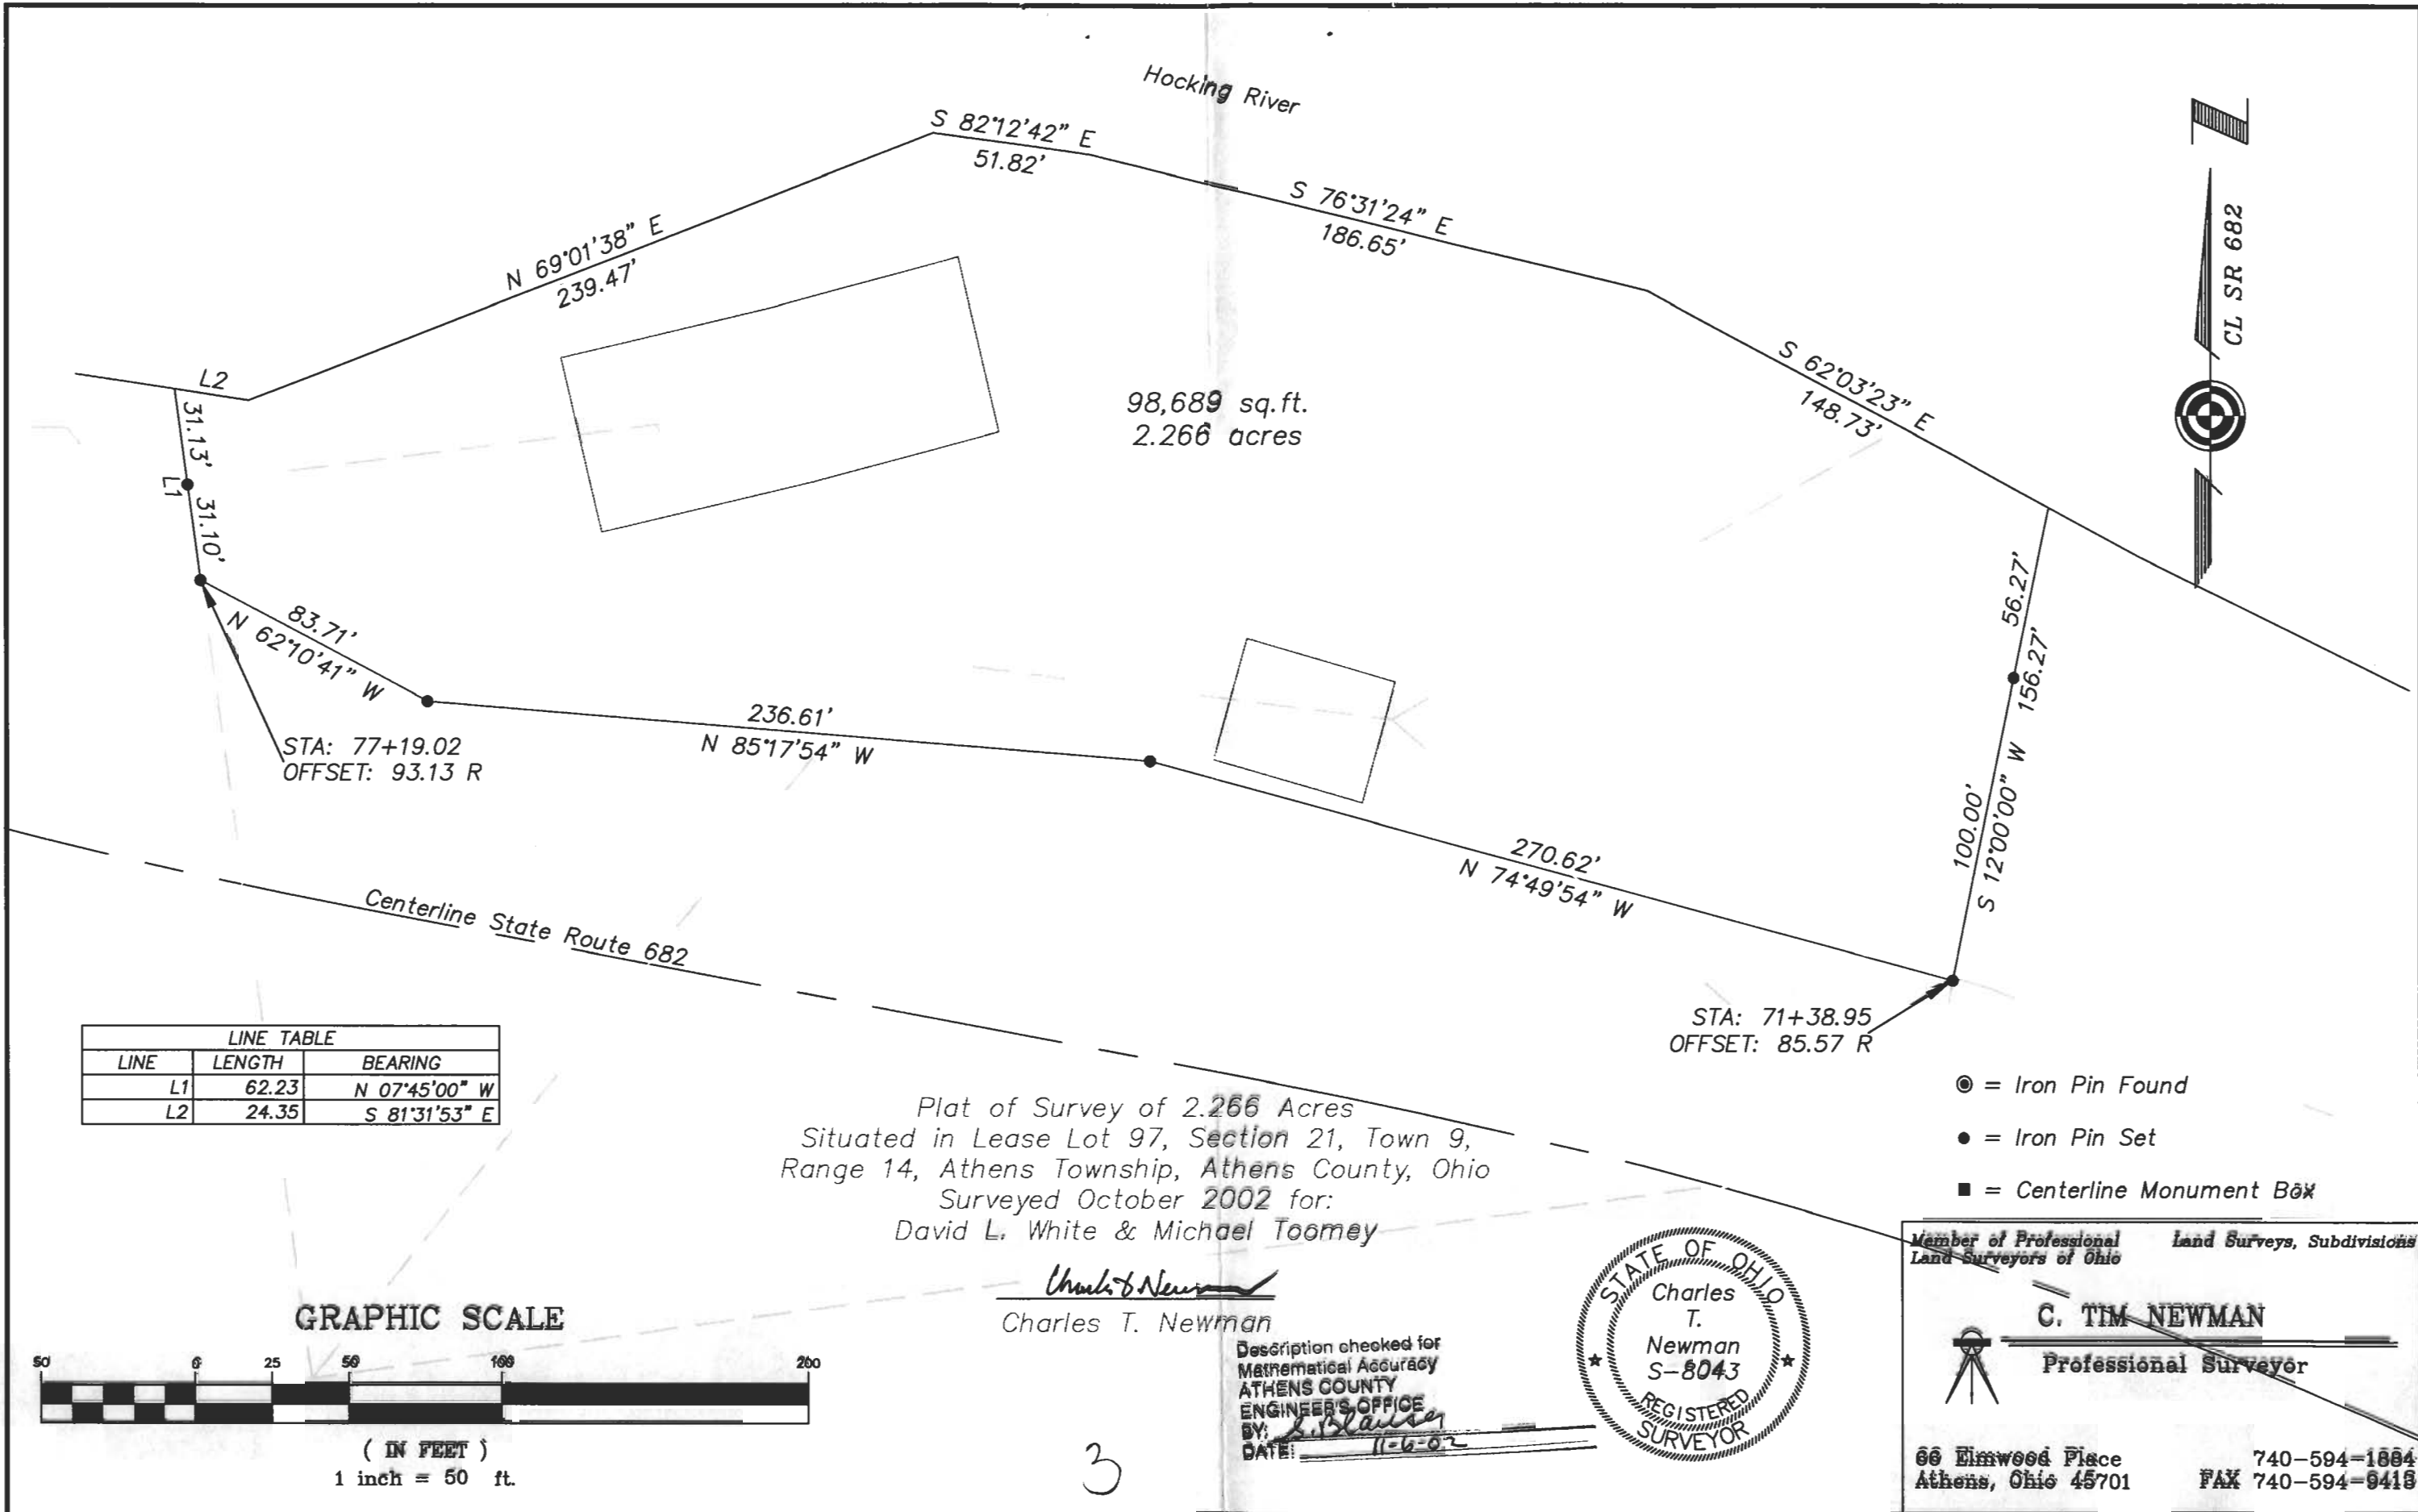 Hocking River
S 82°12'42" E
51.82'
S 76°31'24" E
186.65'
N 69°01'38" E
239.47'
CL SR 682
S 62°03'23" E
148.73'
98,689 sq.ft.
2.266 acres
L2
31.13'
L1
31.10'
83.71'
N 62°10'41" W
STA: 77+19.02
OFFSET: 93.13 R
236.61'
N 85°17'54" W
56.27'
156.27'
100.00'
S 12°00'00" W
270.62'
N 74°49'54" W
STA: 71+38.95
OFFSET: 85.57 R
Centerline State Route 682
LINE TABLE
LINE LENGTH BEARING
L1 62.23 N 07°45'00" W
L2 24.35 S 81°31'53" E
= Iron Pin Found
= Iron Pin Set
= Centerline Monument Box
Plat of Survey of 2.266 Acres
Situated in Lease Lot 97, Section 21, Town 9,
Range 14, Athens Township, Athens County, Ohio
Surveyed October 2002 for:
David L. White & Michael Toomey
Charles T. Newman
Description checked for
Mathematical Accuracy
ATHENS COUNTY
ENGINEER'S OFFICE
BY: S. Blauser
DATE: 11-6-02
STATE OF OHIO
Charles
T.
Newman
S-8043
REGISTERED
SURVEYOR
GRAPHIC SCALE
50 0 25 50 100 200
( IN FEET )
1 inch = 50 ft.
3
Member of Professional Land Surveys, Subdivisions
Land Surveyors of Ohio
C. TIM NEWMAN
Professional Surveyor
66 Elmwood Place 740-594-1884
Athens, Ohio 45701 FAX 740-594-9413